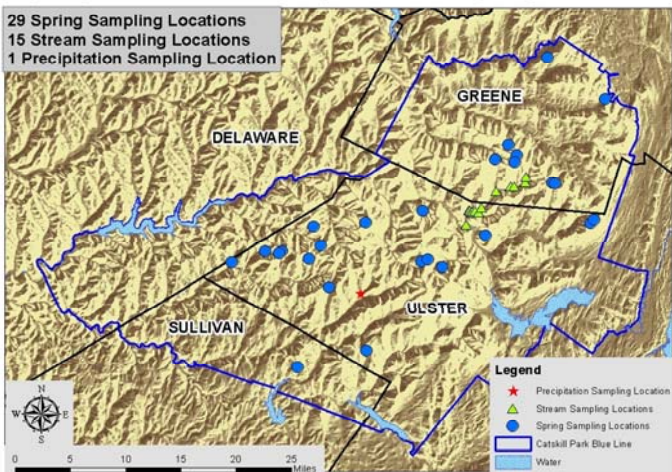 29 Spring Sampling Locations
15 Stream Sampling Locations
1 Precipitation Sampling Location
GREENE
DELAWARE
ULSTER
SULLIVAN
N
W E
S
0 5 10 15 20 25
Miles
Legend
Precipitation Sampling Location
Stream Sampling Locations
Spring Sampling Locations
Catskill Park Blue Line
Water